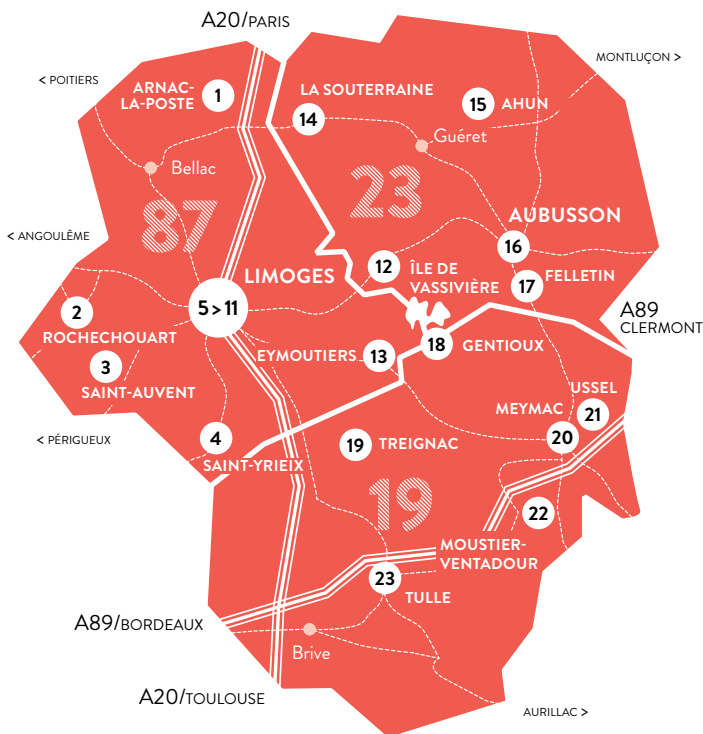 A20/PARIS
MONTLUÇON >
< POITIERS
ARNAC-
LA-POSTE
1
LA SOUTERRAINE
14
15
AHUN
Guéret
Bellac
23
87
AUBUSSON
16
< ANGOULÊME
LIMOGES
12
ÎLE DE
VASSIVIÈRE
17
FELLETIN
5 > 11
2
ROCHECHOUART
A89
CLERMONT
3
SAINT-AUVENT
EYMOUTIERS
13
18
GENTIOUX
USSEL
MEYMAC
21
< PÉRIGUEUX
4
SAINT-YRIEIX
19
TREIGNAC
20
19
22
MOUSTIER-
VENTADOUR
23
TULLE
A89/BORDEAUX
Brive
A20/TOULOUSE
AURILLAC >